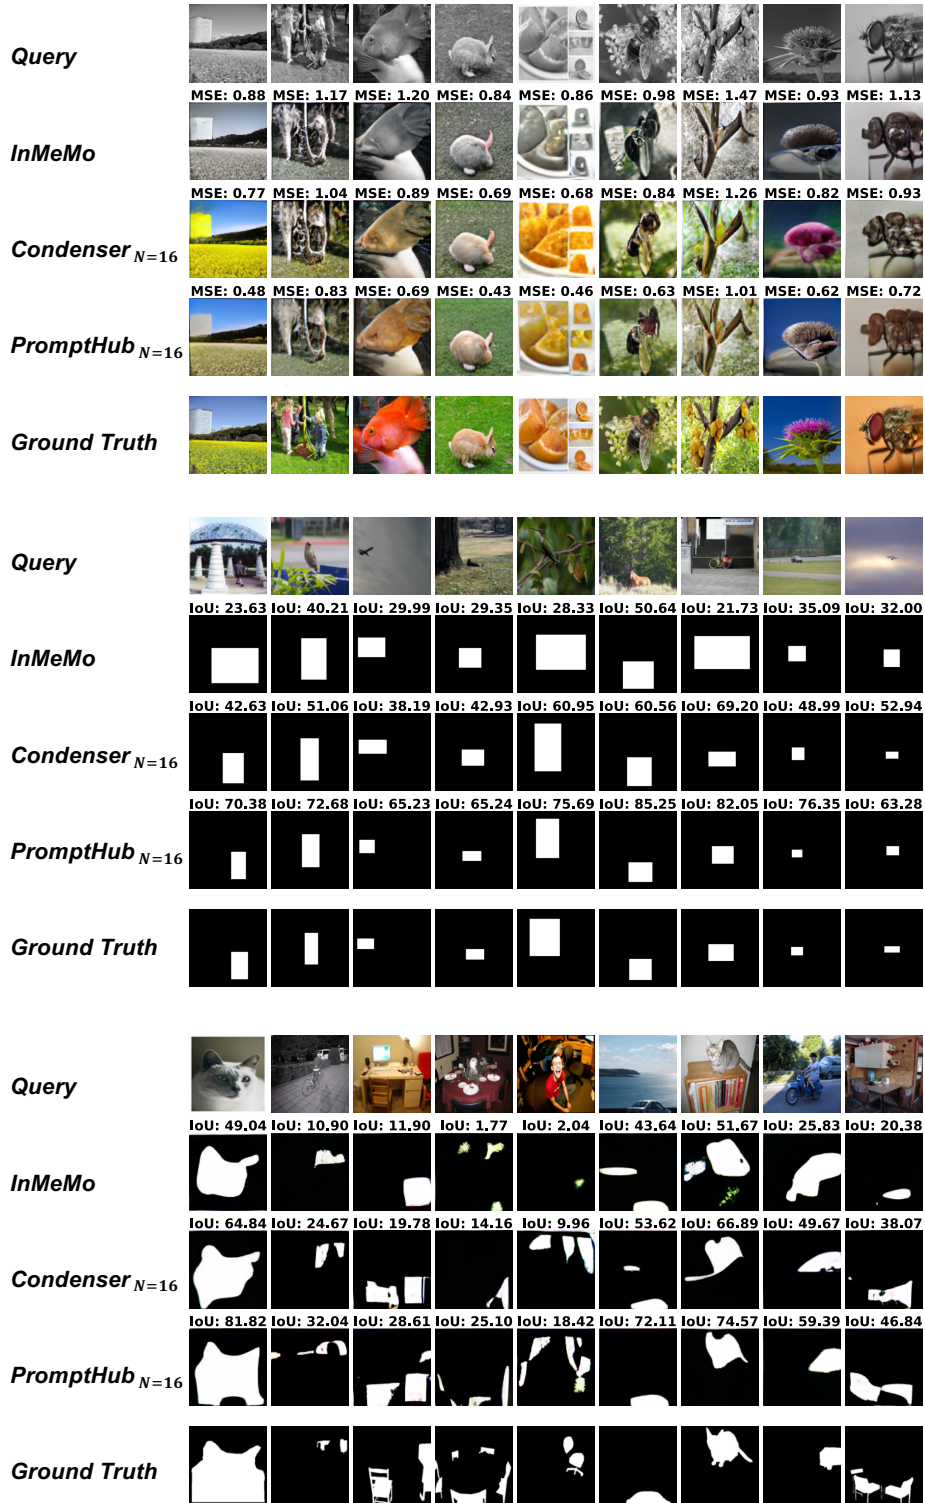 Query
MSE: 0.88 MSE: 1.17 MSE: 1.20 MSE: 0.84 MSE: 0.86 MSE: 0.98 MSE: 1.47 MSE: 0.93 MSE: 1.13
InMeMo
MSE: 0.77 MSE: 1.04 MSE: 0.89 MSE: 0.69 MSE: 0.68 MSE: 0.84 MSE: 1.26 MSE: 0.82 MSE: 0.93
Condenser N=16
MSE: 0.48 MSE: 0.83 MSE: 0.69 MSE: 0.43 MSE: 0.46 MSE: 0.63 MSE: 1.01 MSE: 0.62 MSE: 0.72
PromptHub N=16
Ground Truth
Query
IoU: 23.63 IoU: 40.21 IoU: 29.99 IoU: 29.35 IoU: 28.33 IoU: 50.64 IoU: 21.73 IoU: 35.09 IoU: 32.00
InMeMo
IoU: 42.63 IoU: 51.06 IoU: 38.19 IoU: 42.93 IoU: 60.95 IoU: 60.56 IoU: 69.20 IoU: 48.99 IoU: 52.94
Condenser N=16
IoU: 70.38 IoU: 72.68 IoU: 65.23 IoU: 65.24 IoU: 75.69 IoU: 85.25 IoU: 82.05 IoU: 76.35 IoU: 63.28
PromptHub N=16
Ground Truth
Query
IoU: 49.04 IoU: 10.90 IoU: 11.90 IoU: 1.77 IoU: 2.04 IoU: 43.64 IoU: 51.67 IoU: 25.83 IoU: 20.38
InMeMo
IoU: 64.84 IoU: 24.67 IoU: 19.78 IoU: 14.16 IoU: 9.96 IoU: 53.62 IoU: 66.89 IoU: 49.67 IoU: 38.07
Condenser N=16
IoU: 81.82 IoU: 32.04 IoU: 28.61 IoU: 25.10 IoU: 18.42 IoU: 72.11 IoU: 74.57 IoU: 59.39 IoU: 46.84
PromptHub N=16
Ground Truth